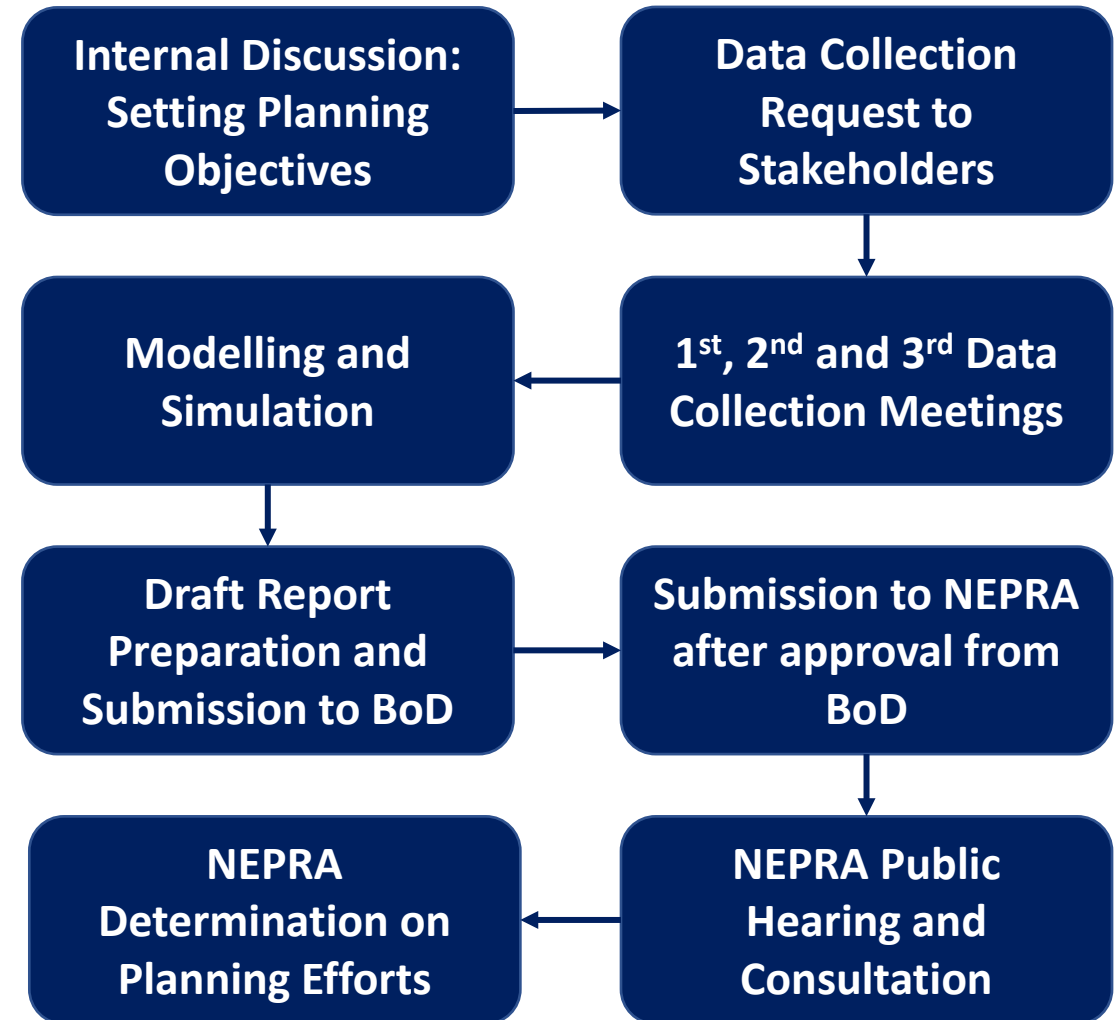 Internal Discussion:
Setting Planning
Objectives
Data Collection
Request to
Stakeholders
1st, 2nd and 3rd Data
Collection Meetings
Modelling and
Simulation
Draft Report
Preparation and
Submission to BoD
Submission to NEPRA
after approval from
BoD
NEPRA Public
Hearing and
Consultation
NEPRA
Determination on
Planning Efforts